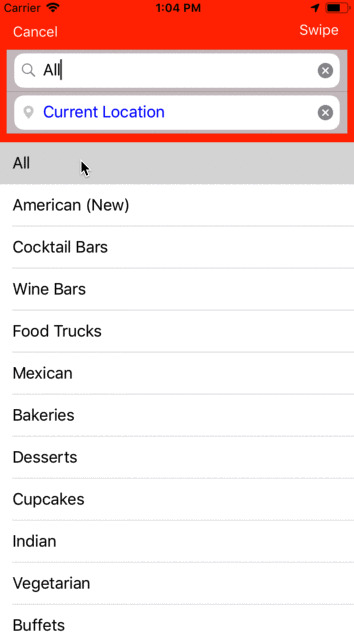 Carrier 1:04 PM
Cancel Swipe
All
Current Location
All
American (New)
Cocktail Bars
Wine Bars
Food Trucks
Mexican
Bakeries
Desserts
Cupcakes
Indian
Vegetarian
Buffets